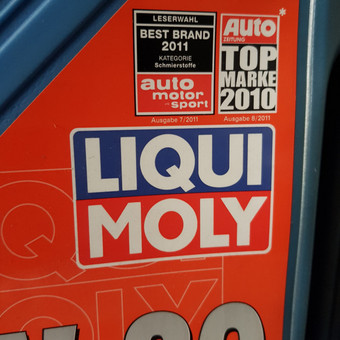 LESERWAHL
BEST BRAND
2011
KATEGORIE
Schmierstoffe
auto
motor
sport
Ausgabe 7/2011
Auto
ZEITUNG
*
TOP
MARKE
2010
Ausgabe 6/2011
LIQUI
MOLY